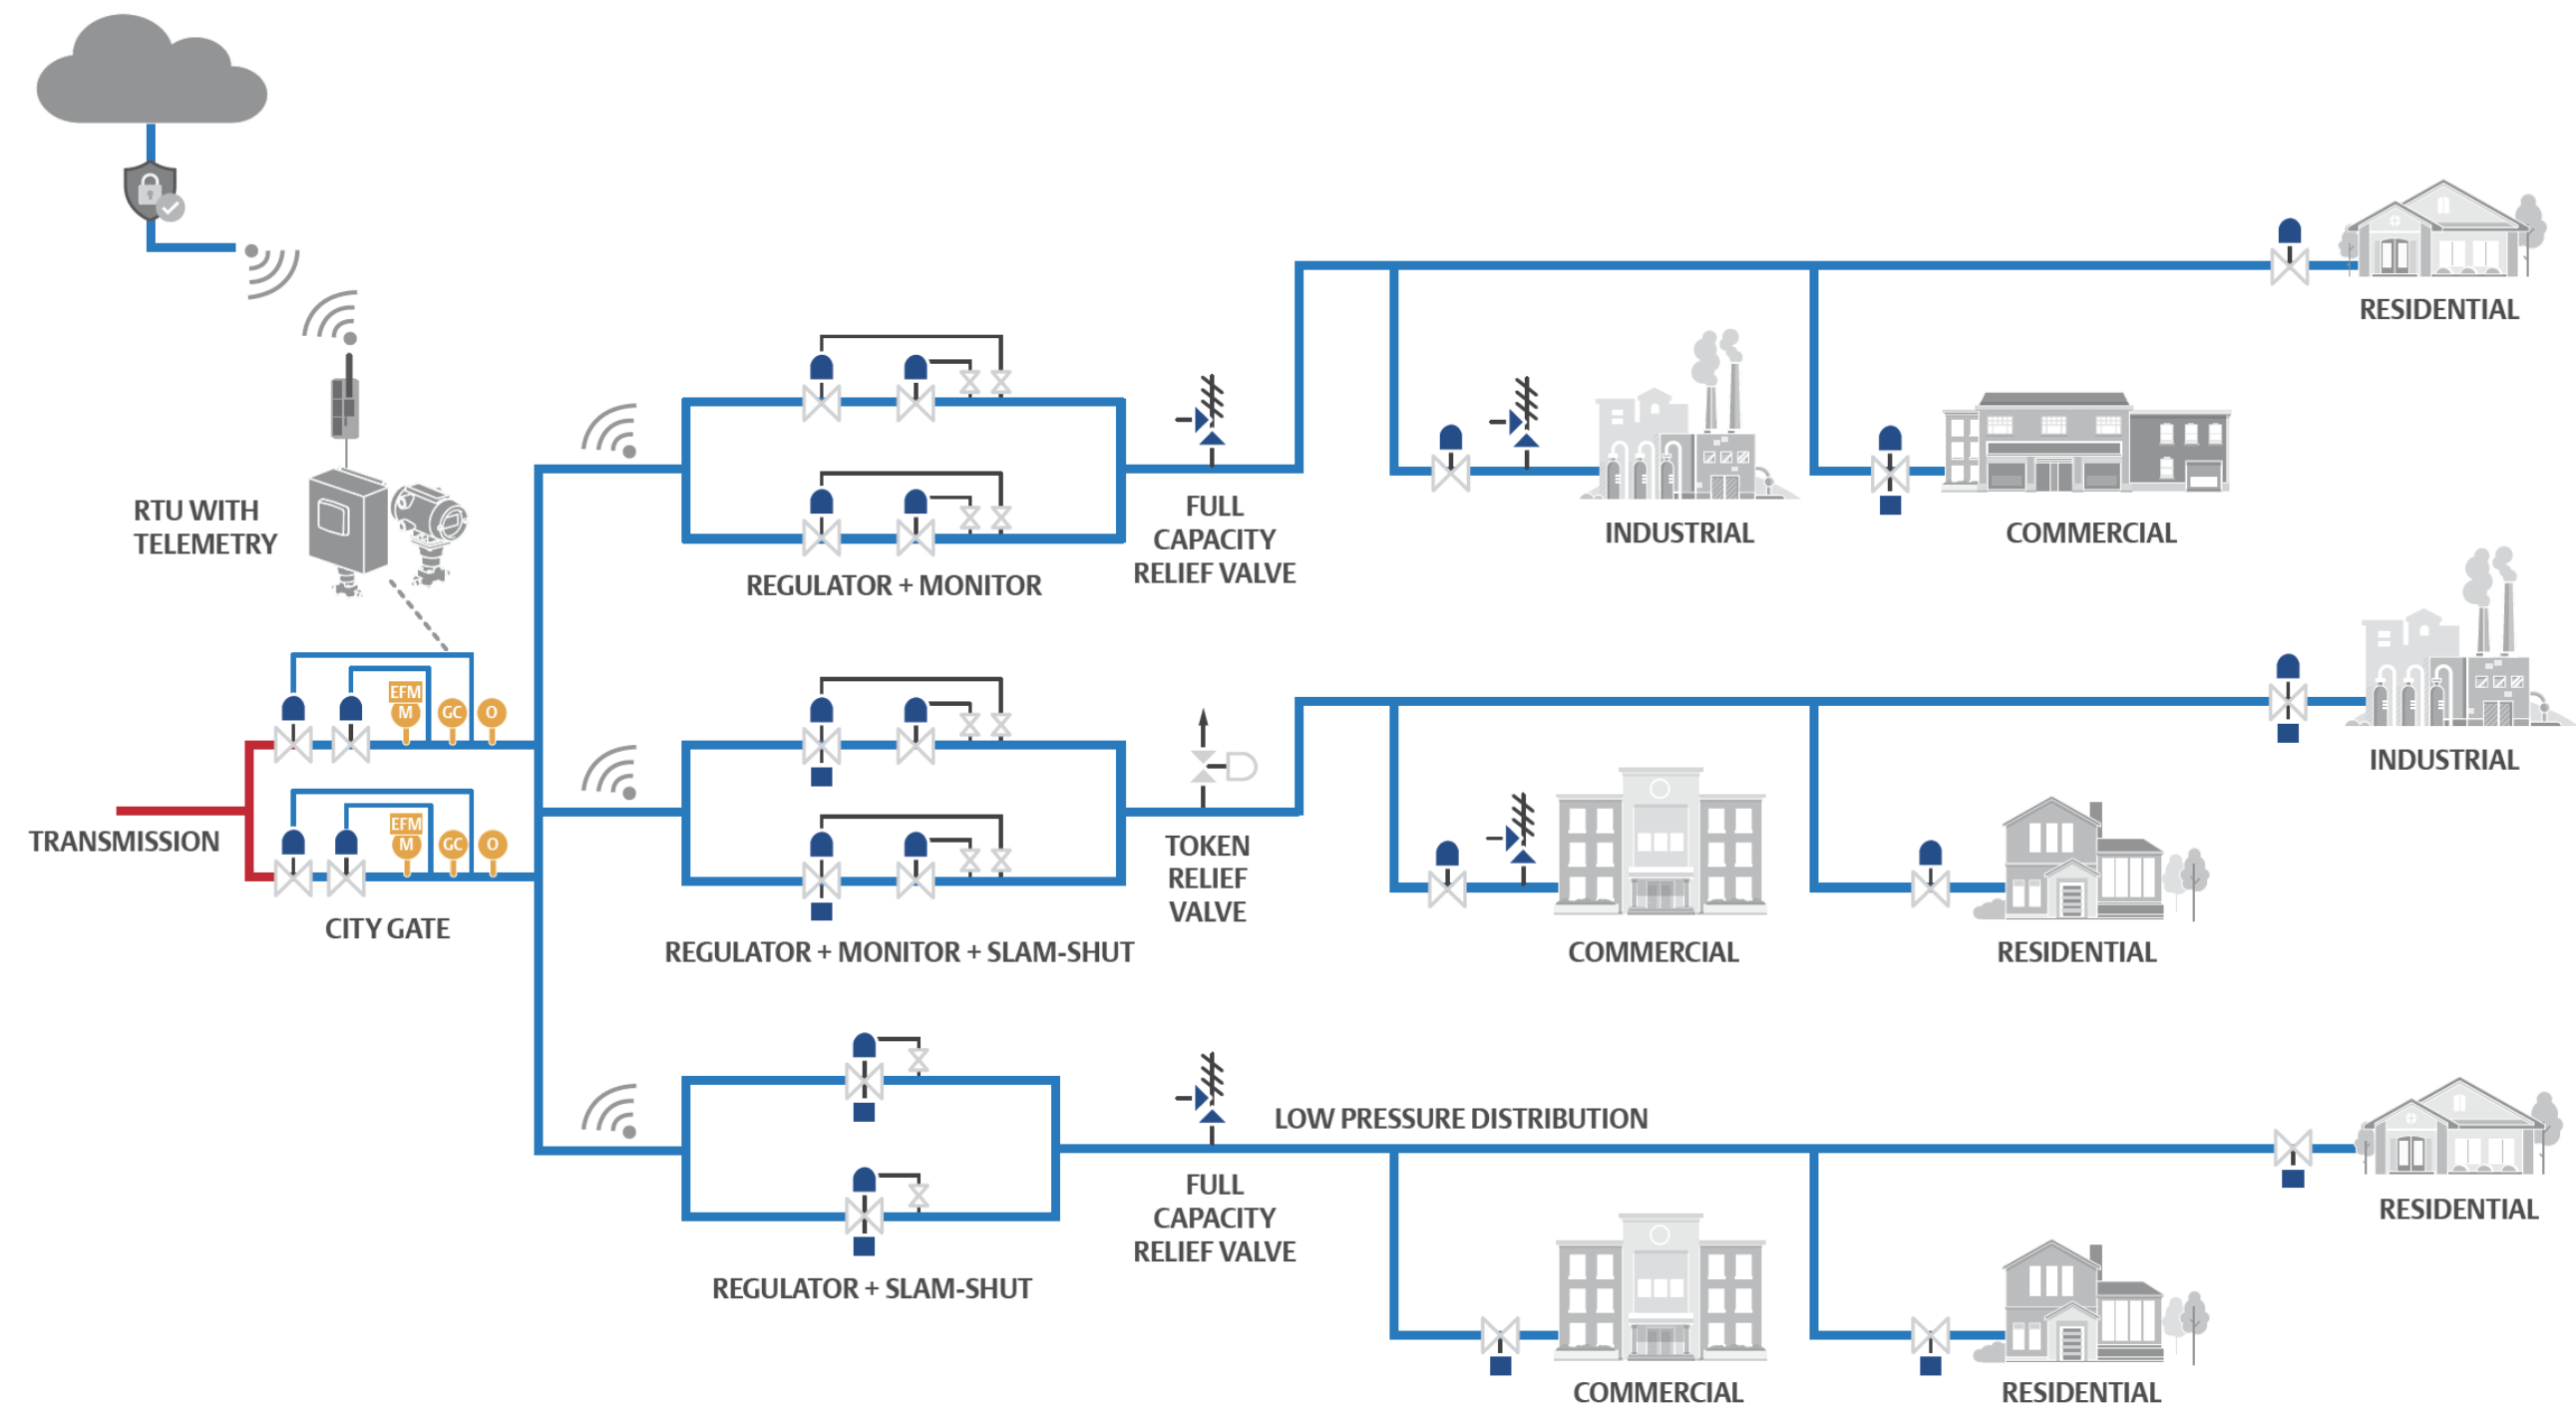 RESIDENTIAL
RTU WITH
TELEMETRY
FULL
CAPACITY
RELIEF VALVE
INDUSTRIAL
COMMERCIAL
REGULATOR + MONITOR
EFM
M
GC
O
TRANSMISSION
EFM
M
GC
O
CITY GATE
INDUSTRIAL
TOKEN
RELIEF
VALVE
REGULATOR + MONITOR + SLAM-SHUT
COMMERCIAL
RESIDENTIAL
LOW PRESSURE DISTRIBUTION
FULL
CAPACITY
RELIEF VALVE
RESIDENTIAL
REGULATOR + SLAM-SHUT
COMMERCIAL
RESIDENTIAL